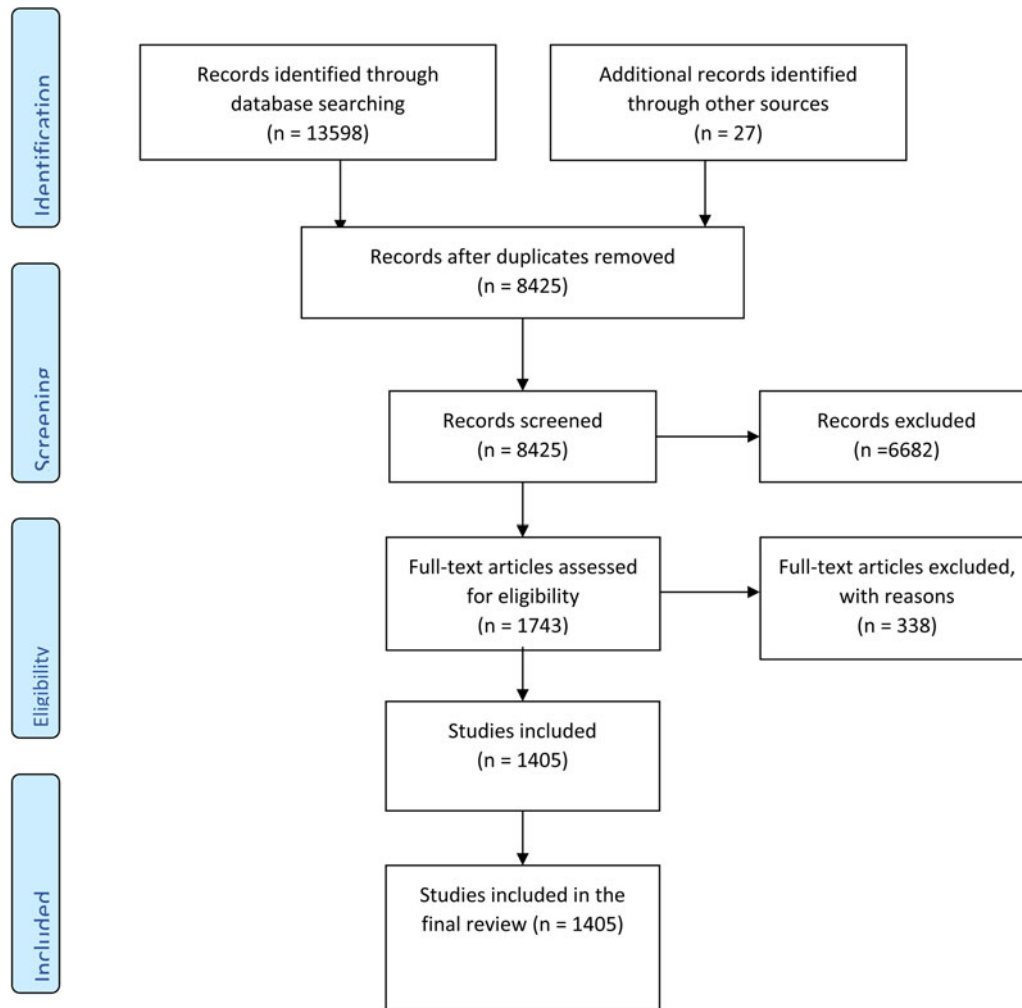 Identification
Records identified through
database searching
(n = 13598)
Additional records identified
through other sources
(n = 27)
Records after duplicates removed
(n = 8425)
Screening
Records screened
(n = 8425)
Records excluded
(n =6682)
Eligibility
Full-text articles assessed
for eligibility
(n = 1743)
Full-text articles excluded,
with reasons
(n = 338)
Studies included
(n = 1405)
Included
Studies included in the
final review (n = 1405)